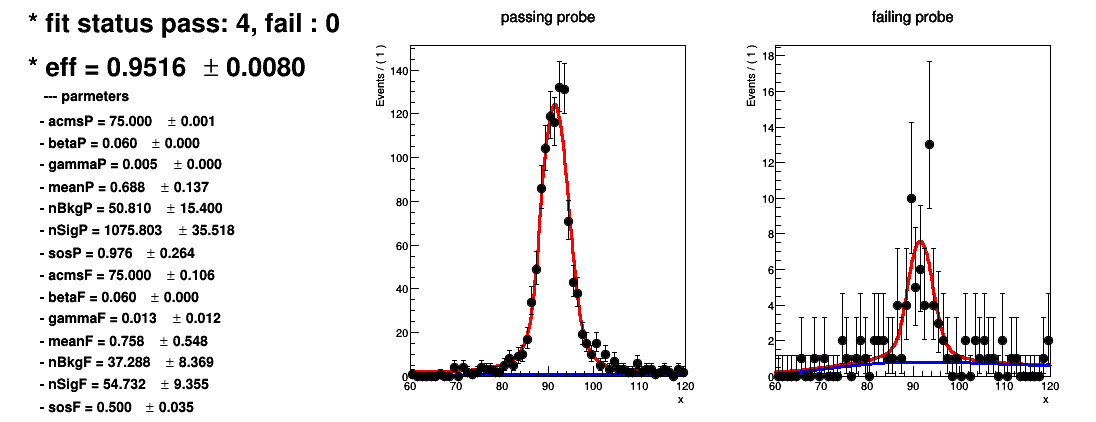 * fit status pass: 4, fail : 0
* eff = 0.9516 ± 0.0080
--- parmeters
- acmsP = 75.000 ± 0.001
- betaP = 0.060 ± 0.000
- gammaP = 0.005 ± 0.000
- meanP = 0.688 ± 0.137
- nBkgP = 50.810 ± 15.400
- nSigP = 1075.803 ± 35.518
- sosP = 0.976 ± 0.264
- acmsF = 75.000 ± 0.106
- betaF = 0.060 ± 0.000
- gammaF = 0.013 ± 0.012
- meanF = 0.758 ± 0.548
- nBkgF = 37.288 ± 8.369
- nSigF = 54.732 ± 9.355
- sosF = 0.500 ± 0.035
passing probe
Events / ( 1 )
140
120
100
80
60
40
20
0
60 70 80 90 100 110 120
x
failing probe
Events / ( 1 )
18
16
14
12
10
8
6
4
2
0
60 70 80 90 100 110 120
x